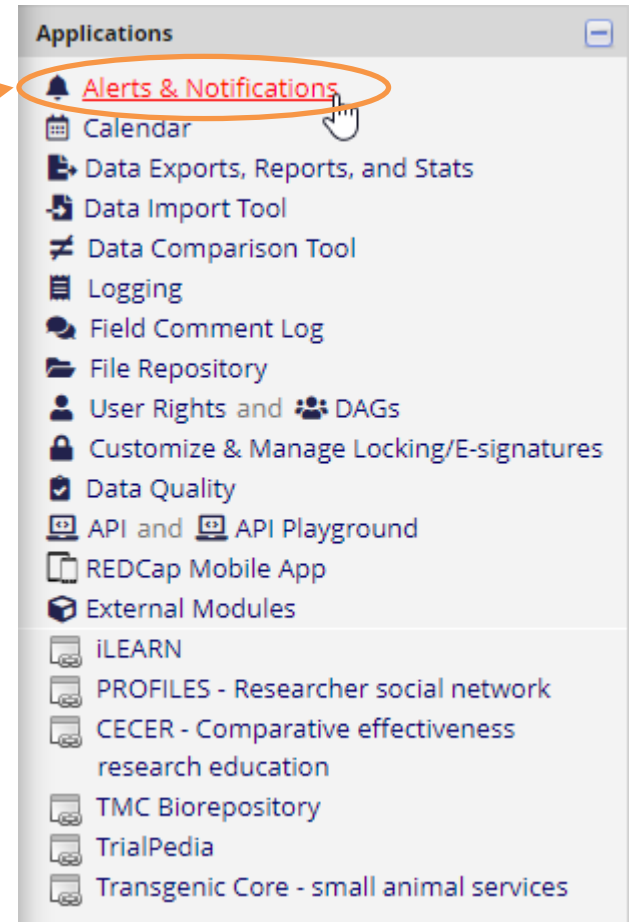 Applications
Alerts & Notifications
Calendar
Data Exports, Reports, and Stats
Data Import Tool
Data Comparison Tool
Logging
Field Comment Log
File Repository
User Rights and DAGs
Customize & Manage Locking/E-signatures
Data Quality
API and API Playground
REDCap Mobile App
External Modules
iLEARN
PROFILES - Researcher social network
CECER - Comparative effectiveness
research education
TMC Biorepository
TrialPedia
Transgenic Core - small animal services